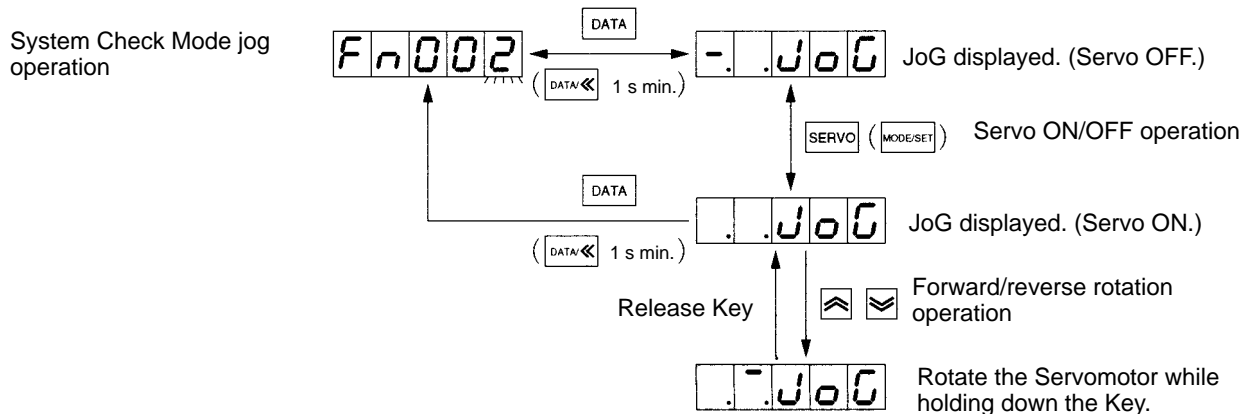 DATA
System Check Mode jog
operation
Fn002
-. .JoG
JoG displayed. (Servo OFF.)
( DATA/≪ 1 s min.)
SERVO ( MODE/SET ) Servo ON/OFF operation
DATA
. .JoG
JoG displayed. (Servo ON.)
( DATA/≪ 1 s min.)
Release Key
Forward/reverse rotation
operation
. ¯.JoG
Rotate the Servomotor while
holding down the Key.